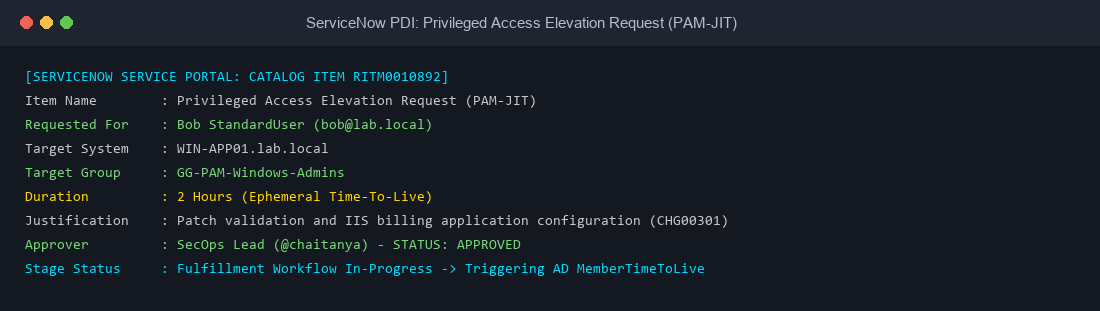 ServiceNow PDI: Privileged Access Elevation Request (PAM-JIT)
[SERVICENOW SERVICE PORTAL: CATALOG ITEM RITM0010892]
Item Name : Privileged Access Elevation Request (PAM-JIT)
Requested For : Bob StandardUser (bob@lab.local)
Target System : WIN-APP01.lab.local
Target Group : GG-PAM-Windows-Admins
Duration : 2 Hours (Ephemeral Time-To-Live)
Justification : Patch validation and IIS billing application configuration (CHG00301)
Approver : SecOps Lead (@chaitanya) - STATUS: APPROVED
Stage Status : Fulfillment Workflow In-Progress -> Triggering AD MemberTimeToLive